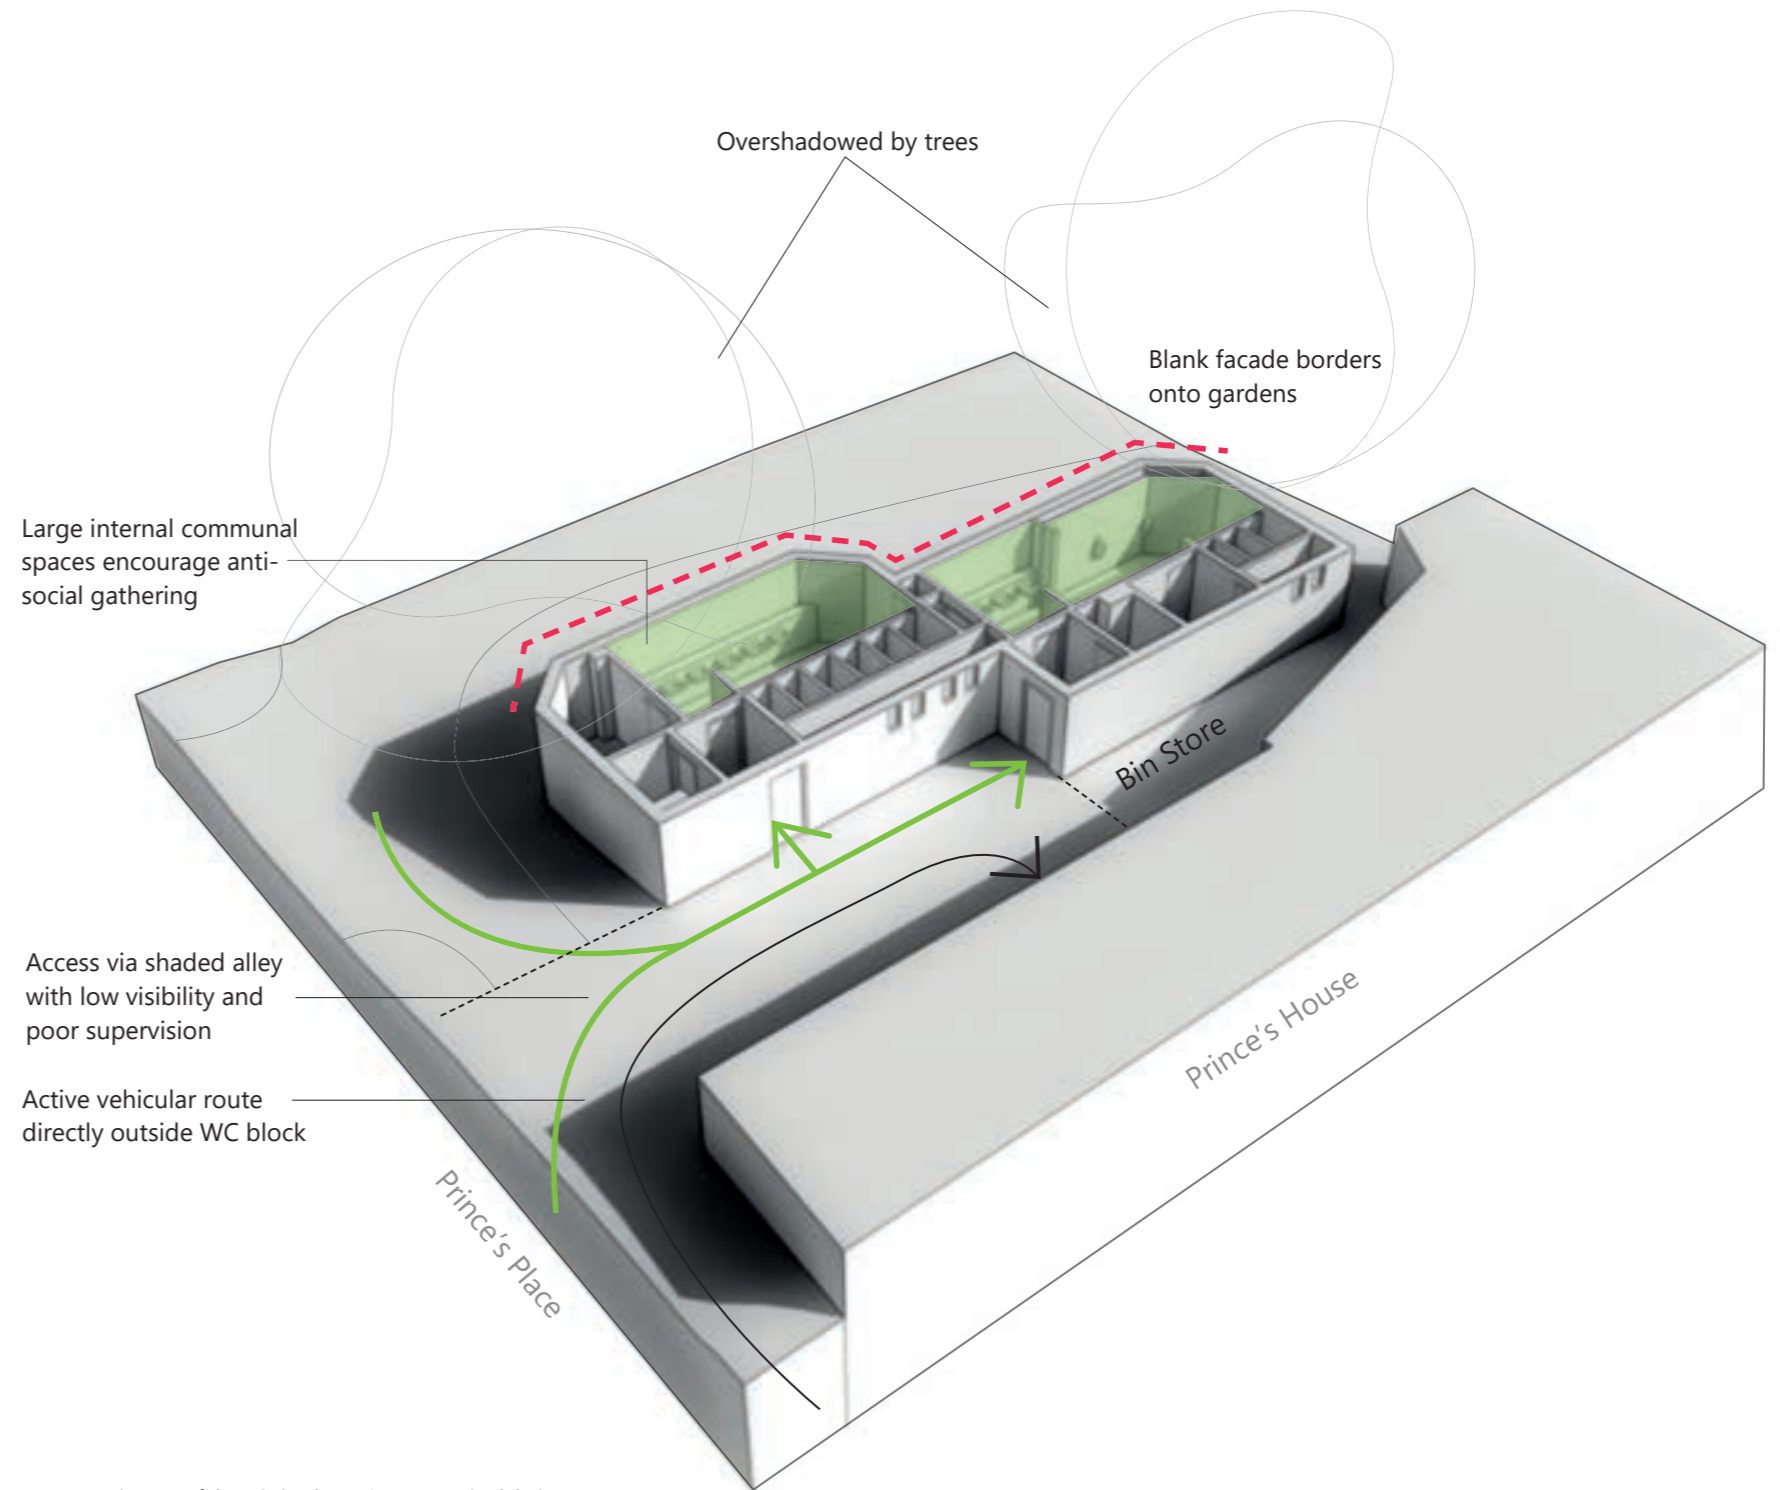 Overshadowed by trees
Blank facade borders
onto gardens
Large internal communal
spaces encourage anti-
social gathering
Bin Store
Access via shaded alley
with low visibility and
poor supervision
Prince's House
Active vehicular route
directly outside WC block
Prince's Place